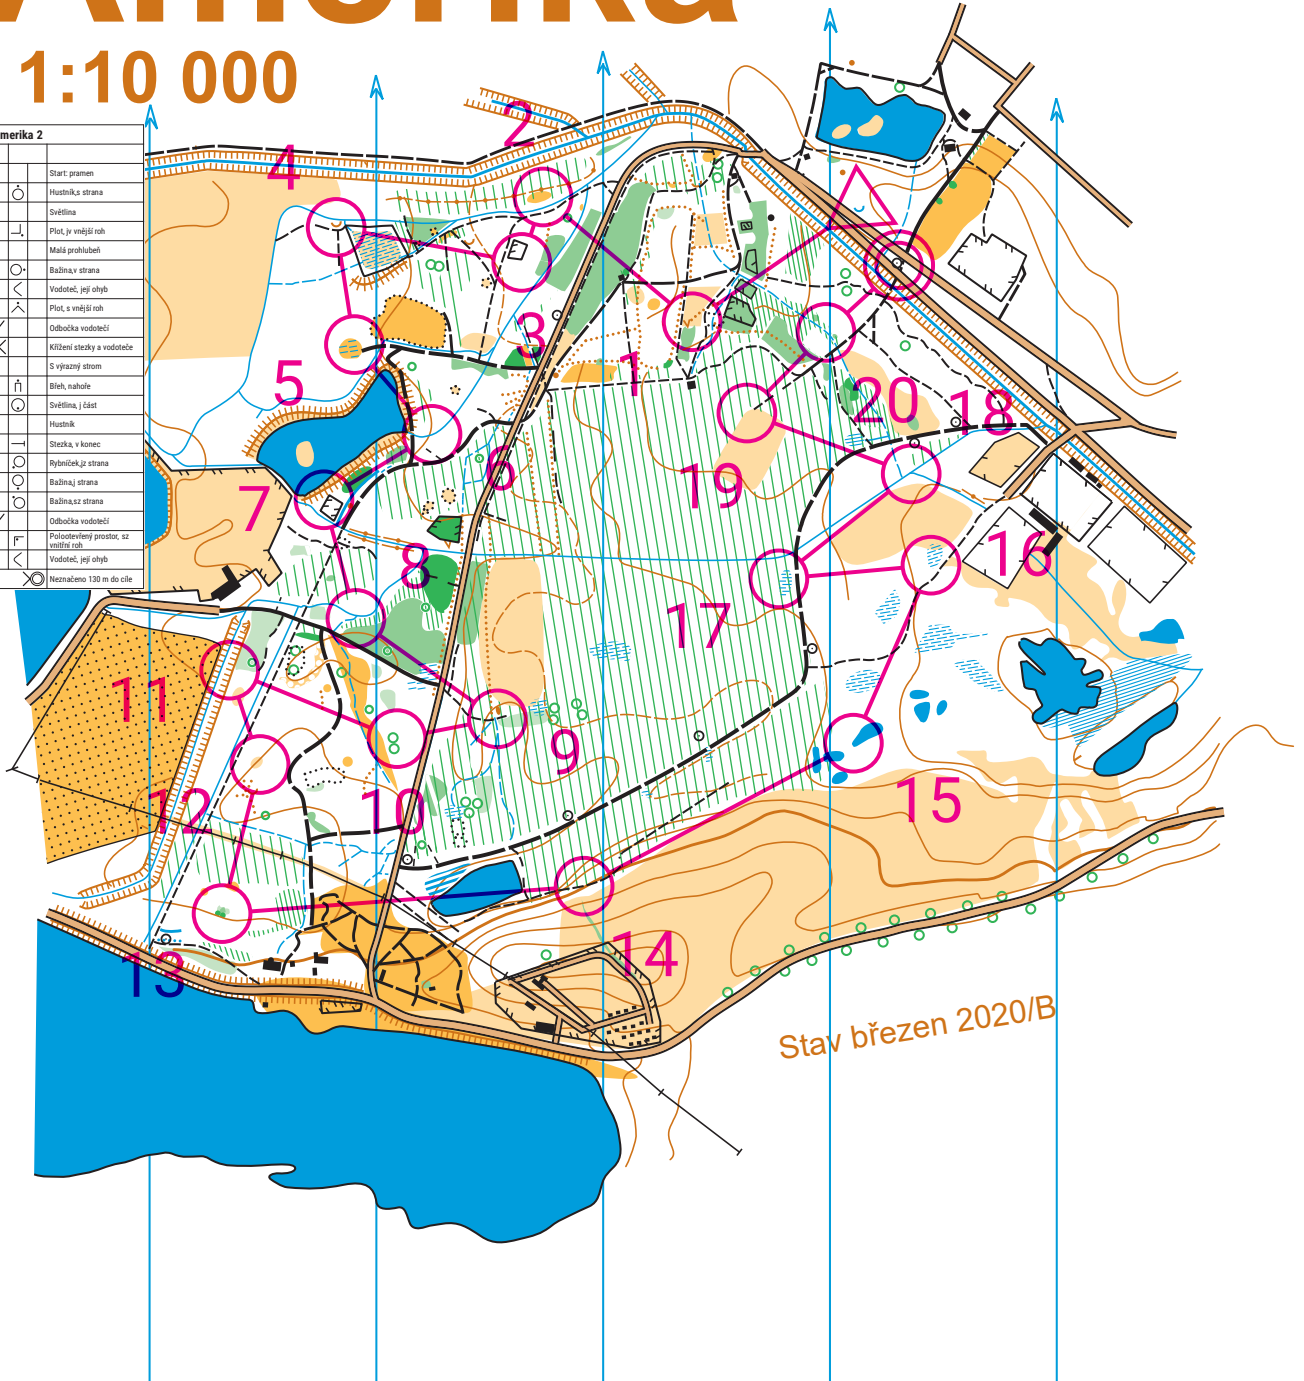 Amerika
1:10 000
merika 2
Start: pramen
Hustník,s strana
Světlina
Plot, jv vnější roh
Malá prohlubeň
Bažina,v strana
Vodoteč, její ohyb
Plot, s vnější roh
Odbočka vodotečí
Křížení stezky a vodoteče
S výrazný strom
Břeh, nahoře
Světlina, j část
Hustník
Stezka, v konec
Rybníček,jz strana
Bažina,j strana
Bažina,sz strana
Odbočka vodotečí
Polootevřený prostor, sz
vnitřní roh
Vodoteč, její ohyb
Neznačeno 130 m do cíle
2
4
3
1
5
20
18
6
19
7
16
8
17
11
9
12
10
15
14
13
Stav březen 2020/B